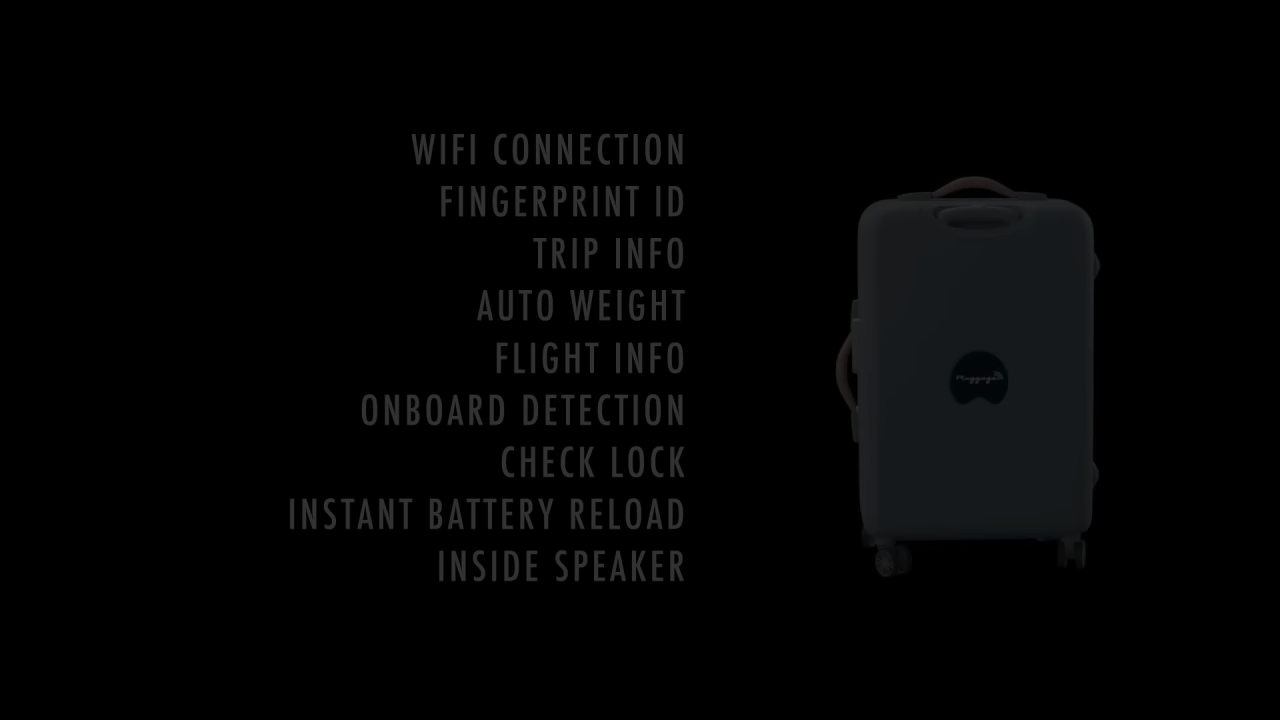 WIFI CONNECTION
FINGERPRINT ID
TRIP INFO
AUTO WEIGHT
FLIGHT INFO
ONBOARD DETECTION
CHECK LOCK
INSTANT BATTERY RELOAD
INSIDE SPEAKER